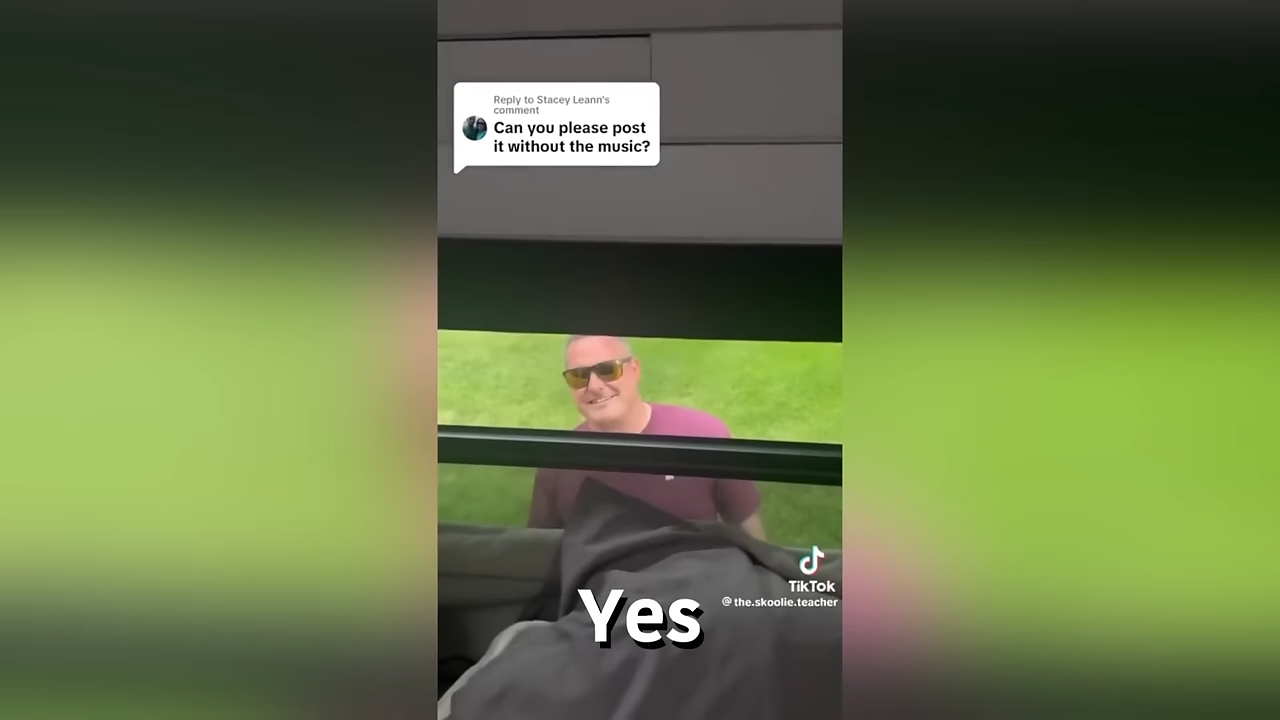 Reply to Stacey Leann's
comment
Can you please post
it without the music?
TikTok
@the.skoolie.teacher
Yes